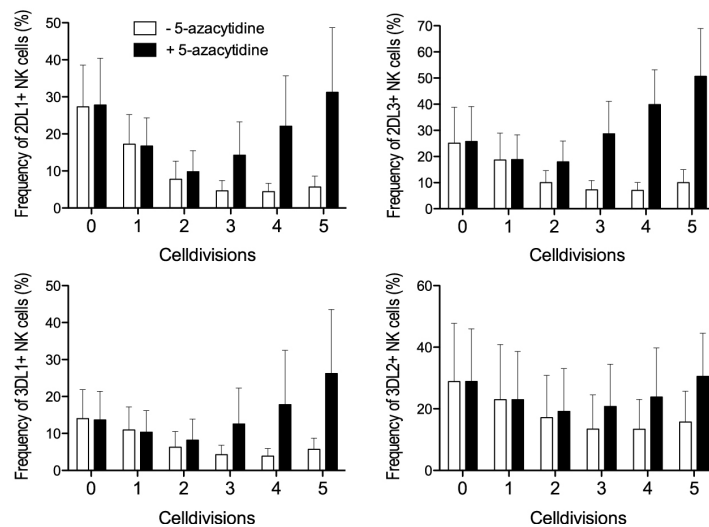 Frequency of 2DL1+ NK cells (%)
50
40
30
20
10
0
- 5-azacytidine
+ 5-azacytidine
0 1 2 3 4 5
Celldivisions
Frequency of 2DL3+ NK cells (%)
70
60
50
40
30
20
10
0
0 1 2 3 4 5
Celldivisions
Frequency of 3DL1+ NK cells (%)
50
40
30
20
10
0
0 1 2 3 4 5
Celldivisions
Frequency of 3DL2+ NK cells (%)
60
40
20
0
0 1 2 3 4 5
Celldivisions